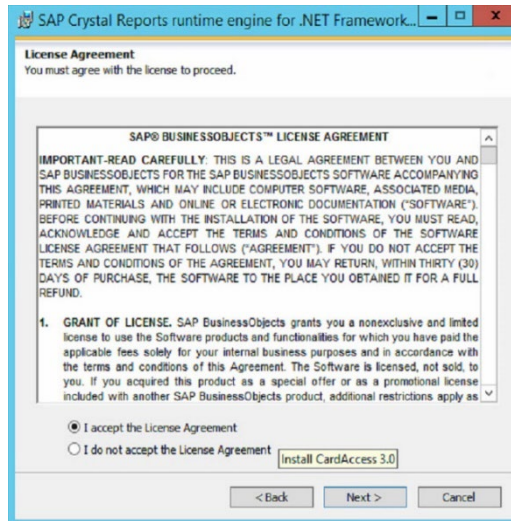 SAP Crystal Reports runtime engine for .NET Framework...
License Agreement
You must agree with the license to proceed.
SAP® BUSINESSOBJECTS™ LICENSE AGREEMENT
IMPORTANT-READ CAREFULLY: THIS IS A LEGAL AGREEMENT BETWEEN YOU AND
SAP BUSINESSOBJECTS FOR THE SAP BUSINESSOBJECTS SOFTWARE ACCOMPANYING
THIS AGREEMENT, WHICH MAY INCLUDE COMPUTER SOFTWARE, ASSOCIATED MEDIA,
PRINTED MATERIALS AND ONLINE OR ELECTRONIC DOCUMENTATION ("SOFTWARE").
BEFORE CONTINUING WITH THE INSTALLATION OF THE SOFTWARE, YOU MUST READ,
ACKNOWLEDGE AND ACCEPT THE TERMS AND CONDITIONS OF THE SOFTWARE
LICENSE AGREEMENT THAT FOLLOWS ("AGREEMENT"). IF YOU DO NOT ACCEPT THE
TERMS AND CONDITIONS OF THE AGREEMENT, YOU MAY RETURN, WITHIN THIRTY (30)
DAYS OF PURCHASE, THE SOFTWARE TO THE PLACE YOU OBTAINED IT FOR A FULL
REFUND.
1. GRANT OF LICENSE. SAP BusinessObjects grants you a nonexclusive and limited
license to use the Software products and functionalities for which you have paid the
applicable fees solely for your internal business purposes and in accordance with
the terms and conditions of this Agreement. The Software is licensed, not sold, to
you. If you acquired this product as a special offer or as a promotional license
included with another SAP BusinessObjects product, additional restrictions apply as
I accept the License Agreement
I do not accept the License Agreement
Install CardAccess 3.0
< Back Next > Cancel